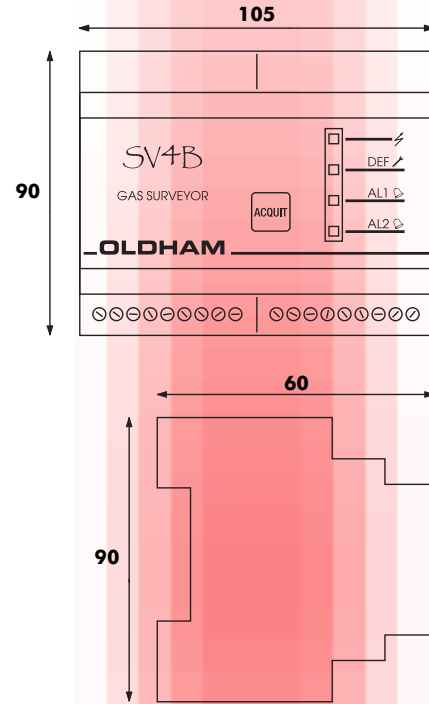 105
90
SV4B
DEF
GAS SURVEYOR
ACQUIT
AL1
AL2
OLDHAM
60
90